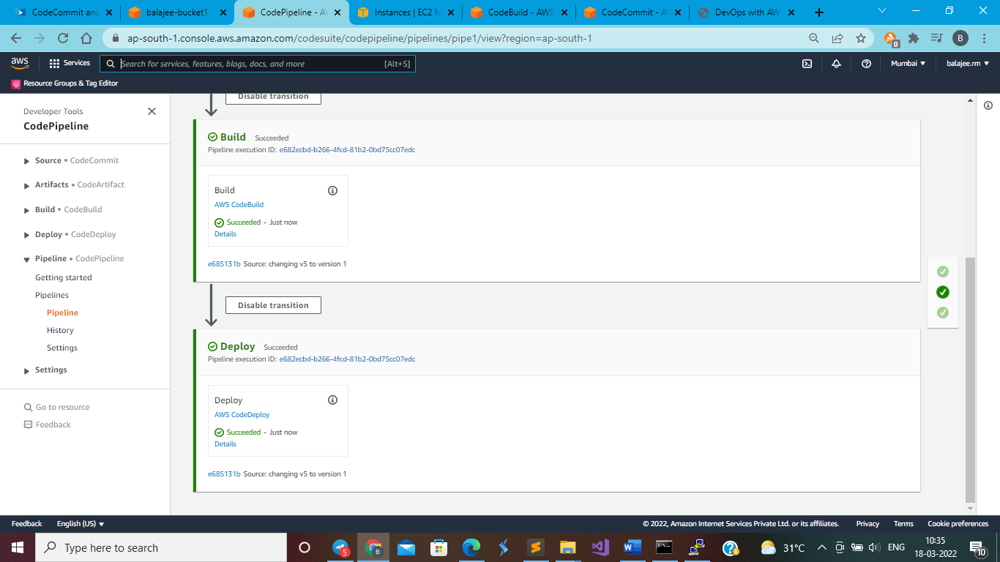 CodeCommit and
balajee-bucket1 -
CodePipeline - AW
Instances | EC2 M
CodeBuild - AWS
CodeCommit - AW
DevOps with AWS
ap-south-1.console.aws.amazon.com/codesuite/codepipeline/pipelines/pipe1/view?region=ap-south-1
0
B
aws
Services
Search for services, features, blogs, docs, and more
[Alt+S]
Mumbai
balajee.rm
Resource Groups & Tag Editor
Developer Tools
CodePipeline
Source • CodeCommit
Artifacts • CodeArtifact
Build • CodeBuild
Deploy • CodeDeploy
Pipeline • CodePipeline
Getting started
Pipelines
Pipeline
History
Settings
Settings
Go to resource
Feedback
Disable transition
Build Succeeded
Pipeline execution ID: e682ecbd-b266-4fcd-81b2-0bd75cc07edc
Build
AWS CodeBuild
Succeeded - Just now
Details
e685131b Source: changing v5 to version 1
Disable transition
Deploy Succeeded
Pipeline execution ID: e682ecbd-b266-4fcd-81b2-0bd75cc07edc
Deploy
AWS CodeDeploy
Succeeded - Just now
Details
e685131b Source: changing v5 to version 1
Feedback
English (US)
© 2022, Amazon Internet Services Private Ltd. or its affiliates.
Privacy
Terms
Cookie preferences
Type here to search
5
B
31°C
ENG
10:35
18-03-2022
10